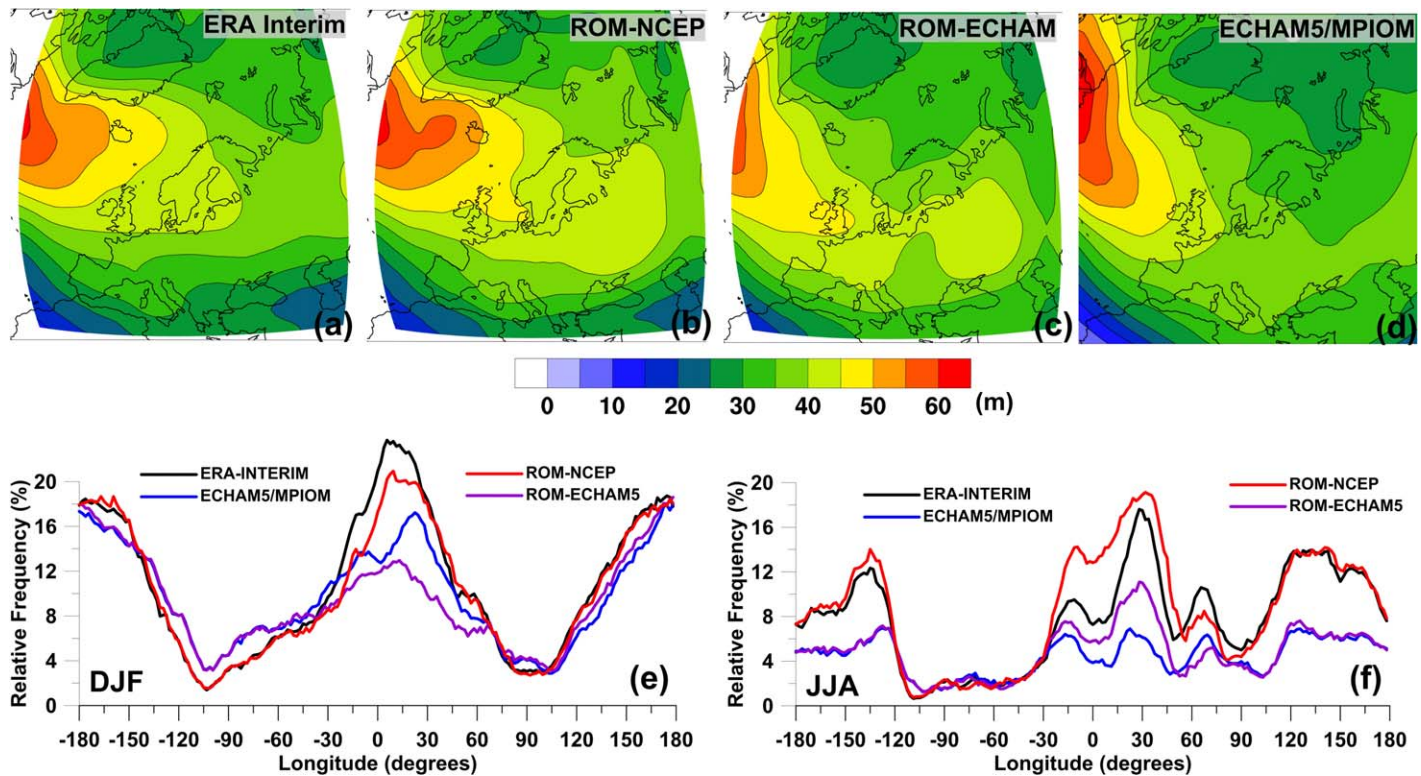 ERA Interim
ROM-NCEP
ROM-ECHAM
ECHAM5/MPIOM
(a)
(b)
(c)
(d)
0 10 20 30 40 50 60 (m)
Relative Frequency (%)
20
16
12
8
4
0
ERA-INTERIM
ECHAM5/MPIOM
ROM-NCEP
ROM-ECHAM5
DJF
(e)
-180 -150 -120 -90 -60 -30 0 30 60 90 120 150 180
Longitude (degrees)
Relative Frequency (%)
20
16
12
8
4
0
ERA-INTERIM
ECHAM5/MPIOM
ROM-NCEP
ROM-ECHAM5
JJA
(f)
-180 -150 -120 -90 -60 -30 0 30 60 90 120 150 180
Longitude (degrees)